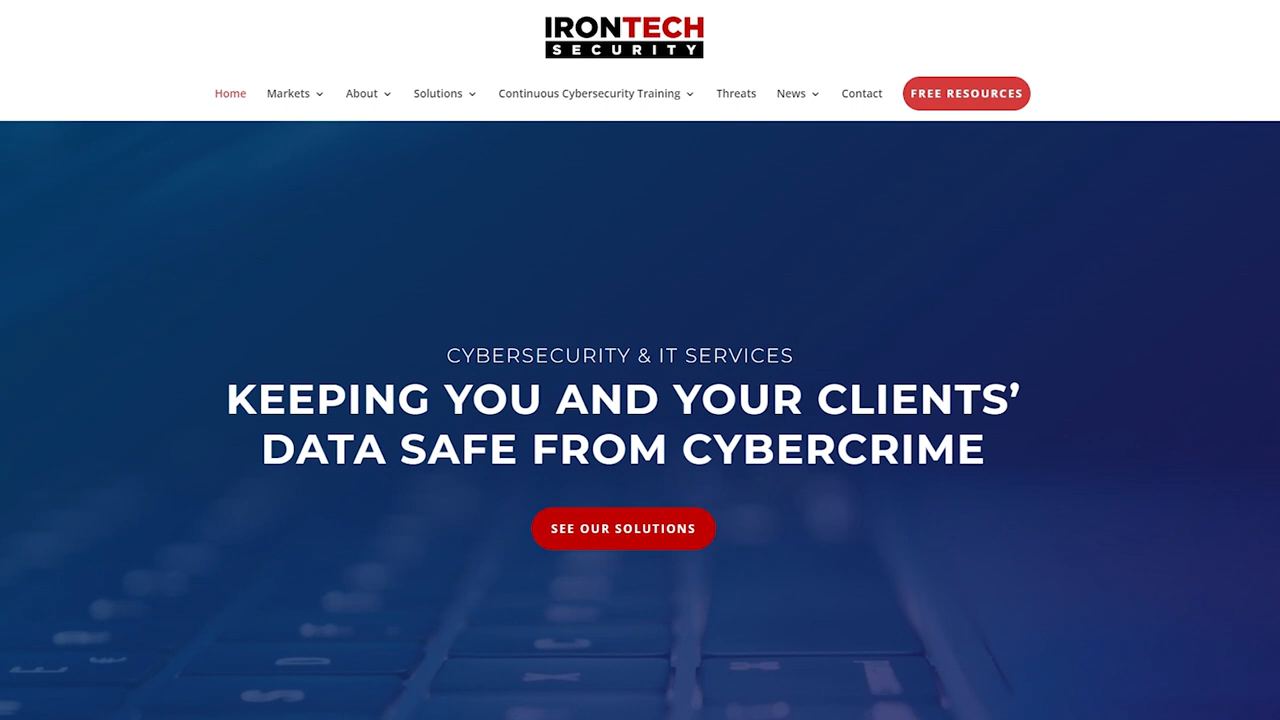 IRONTECH
SECURITY
Home Markets About Solutions Continuous Cybersecurity Training Threats News Contact FREE RESOURCES
CYBERSECURITY & IT SERVICES
KEEPING YOU AND YOUR CLIENTS’
DATA SAFE FROM CYBERCRIME
SEE OUR SOLUTIONS